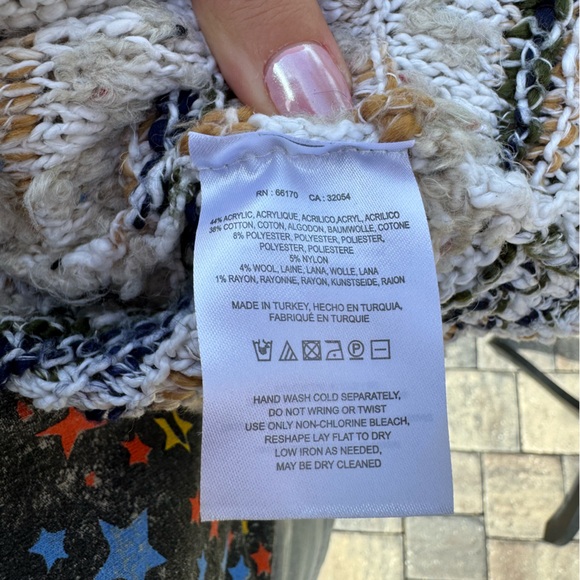 RN : 66170 CA : 32054
44% ACRYLIC, ACRYLIQUE, ACRILICO,ACRYL, ACRILICO
38% COTTON, COTON, ALGODON, BAUMWOLLE, COTONE
8% POLYESTER, POLYESTER, POLIESTER,
POLYESTER, POLIESTERE
5% NYLON
4% WOOL, LAINE, LANA, WOLLE, LANA
1% RAYON, RAYONNE, RAYON, KUNSTSEIDE, RAION
MADE IN TURKEY, HECHO EN TURQUIA,
FABRIQUÉ EN TURQUIE
HAND WASH COLD SEPARATELY,
DO NOT WRING OR TWIST
USE ONLY NON-CHLORINE BLEACH,
RESHAPE LAY FLAT TO DRY
LOW IRON AS NEEDED,
MAY BE DRY CLEANED